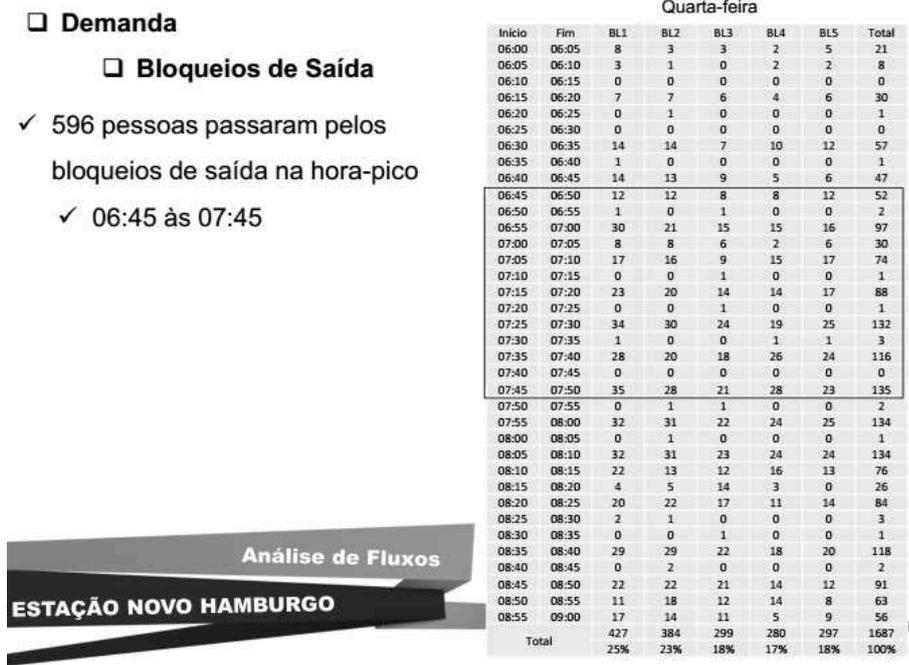 Demanda
Bloqueios de Saída
596 pessoas passaram pelos
bloqueios de saída na hora-pico
06:45 às 07:45
Análise de Fluxos
ESTAÇÃO NOVO HAMBURGO
Quarta-feira
Início Fim BL1 BL2 BL3 BL4 BL5 Total
06:00 06:05 8 3 3 2 5 21
06:05 06:10 3 1 0 2 2 8
06:10 06:15 0 0 0 0 0 0
06:15 06:20 7 7 6 4 6 30
06:20 06:25 0 1 0 0 0 1
06:25 06:30 0 0 0 0 0 0
06:30 06:35 14 14 7 10 12 57
06:35 06:40 1 0 0 0 0 1
06:40 06:45 14 13 9 5 6 47
06:45 06:50 12 12 8 8 12 52
06:50 06:55 1 0 1 0 0 2
06:55 07:00 30 21 15 15 16 97
07:00 07:05 8 8 6 2 6 30
07:05 07:10 17 16 9 15 17 74
07:10 07:15 0 0 1 0 0 1
07:15 07:20 23 20 14 14 17 88
07:20 07:25 0 0 1 0 0 1
07:25 07:30 34 30 24 19 25 132
07:30 07:35 1 0 0 1 1 3
07:35 07:40 28 20 18 26 24 116
07:40 07:45 0 0 0 0 0 0
07:45 07:50 35 28 21 28 23 135
07:50 07:55 0 1 1 0 0 2
07:55 08:00 32 31 22 24 25 134
08:00 08:05 0 1 0 0 0 1
08:05 08:10 32 31 23 24 24 134
08:10 08:15 22 13 12 16 13 76
08:15 08:20 4 5 14 3 0 26
08:20 08:25 20 22 17 11 14 84
08:25 08:30 2 1 0 0 0 3
08:30 08:35 0 0 1 0 0 1
08:35 08:40 29 29 22 18 20 118
08:40 08:45 0 2 0 0 0 2
08:45 08:50 22 22 21 14 12 91
08:50 08:55 11 18 12 14 8 63
08:55 09:00 17 14 11 5 9 56
Total 427 384 299 280 297 1687
25% 23% 18% 17% 18% 100%